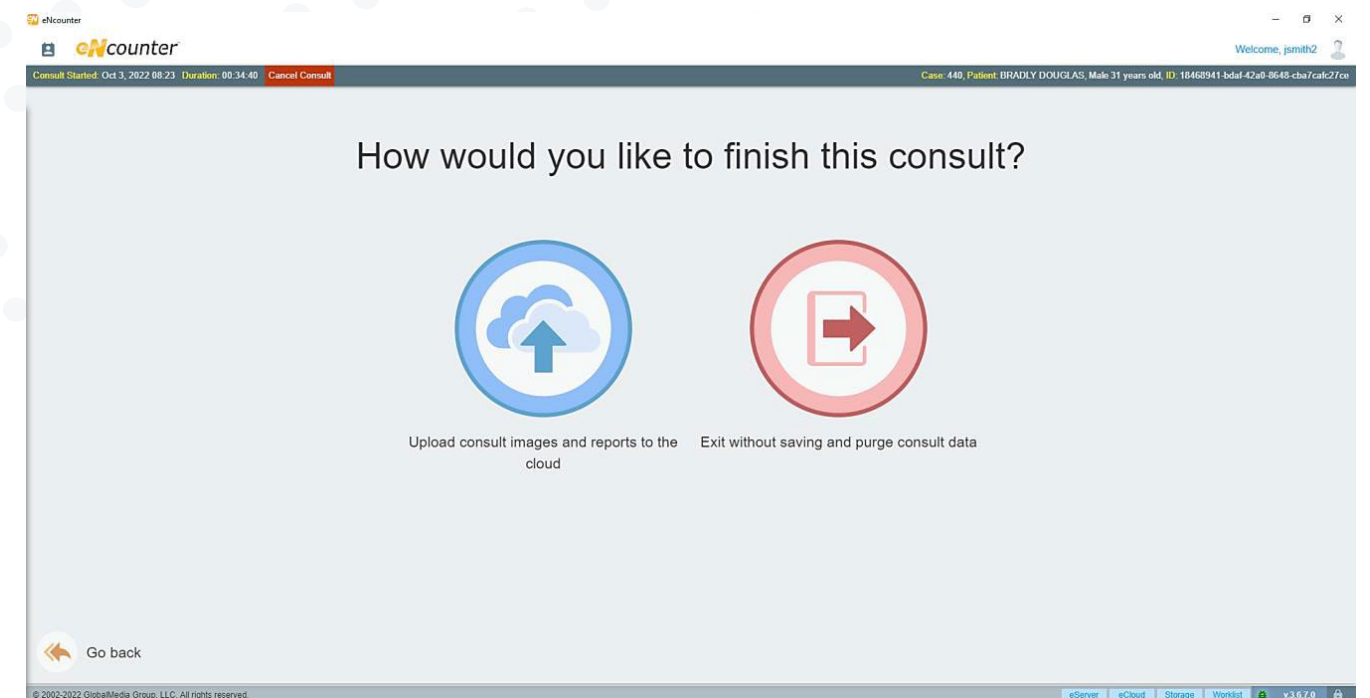 eNcounter
eNcounter
Welcome, jsmith2
Consult Started: Oct 3, 2022 08:23 Duration: 00:34:40 Cancel Consult
Case: 440, Patient: BRADLY DOUGLAS, Male 31 years old, ID: 18468941-bdaf-42a0-8648-cba7cafc27ce
How would you like to finish this consult?
Upload consult images and reports to the
cloud
Exit without saving and purge consult data
Go back
© 2002-2022 GlobalMedia Group, LLC. All rights reserved.
eServer eCloud Storage Worklist v3.6.7.0